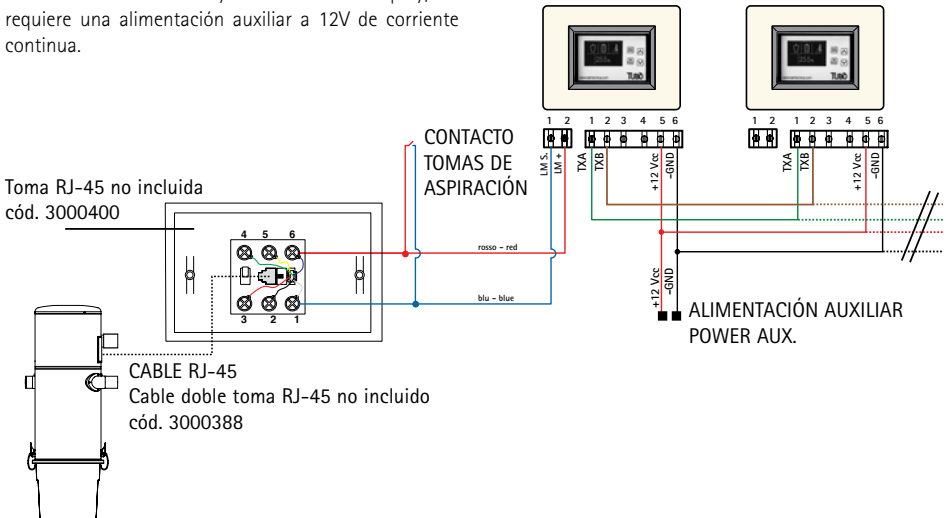 requiere una alimentación auxiliar a 12V de corriente
continua.
1 2
1 2 3 4 5 6
1 2
1 2 3 4 5 6
LM S.
LM +
TXA
TXB
+12 Vcc
-GND
TXA
TXB
+12 Vcc
-GND
CONTACTO
TOMAS DE
ASPIRACIÓN
Toma RJ-45 no incluida
cód. 3000400
4 5 6
3 2 1
rosso - red
blu - blue
+12 Vcc
-GND
ALIMENTACIÓN AUXILIAR
POWER AUX.
CABLE RJ-45
Cable doble toma RJ-45 no incluido
cód. 3000388